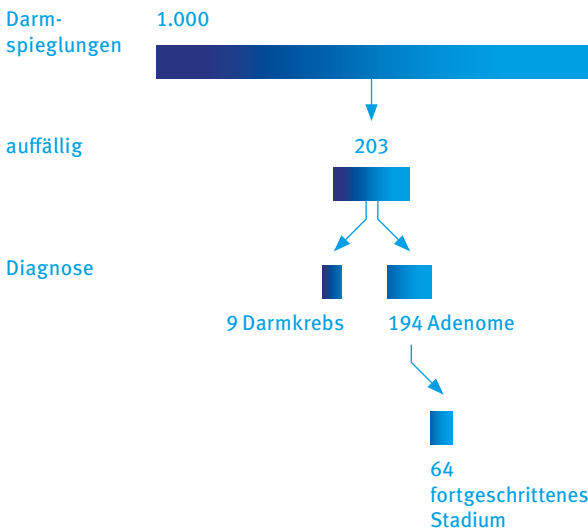 Darm-
spieglungen
1.000
auffällig
203
Diagnose
9 Darmkrebs
194 Adenome
64
fortgeschrittenes
Stadium